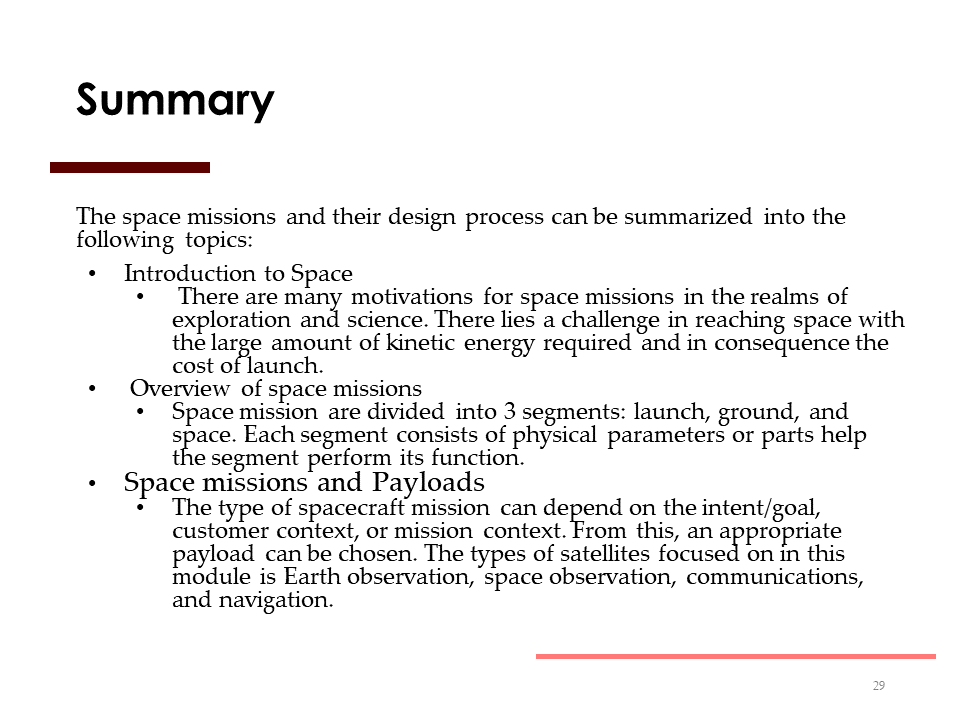 Summary
The space missions and their design process can be summarized into the
following topics:
• Introduction to Space
• There are many motivations for space missions in the realms of
exploration and science. There lies a challenge in reaching space with
the large amount of kinetic energy required and in consequence the
cost of launch.
• Overview of space missions
• Space mission are divided into 3 segments: launch, ground, and
space. Each segment consists of physical parameters or parts help
the segment perform its function.
• Space missions and Payloads
• The type of spacecraft mission can depend on the intent/goal,
customer context, or mission context. From this, an appropriate
payload can be chosen. The types of satellites focused on in this
module is Earth observation, space observation, communications,
and navigation.
29